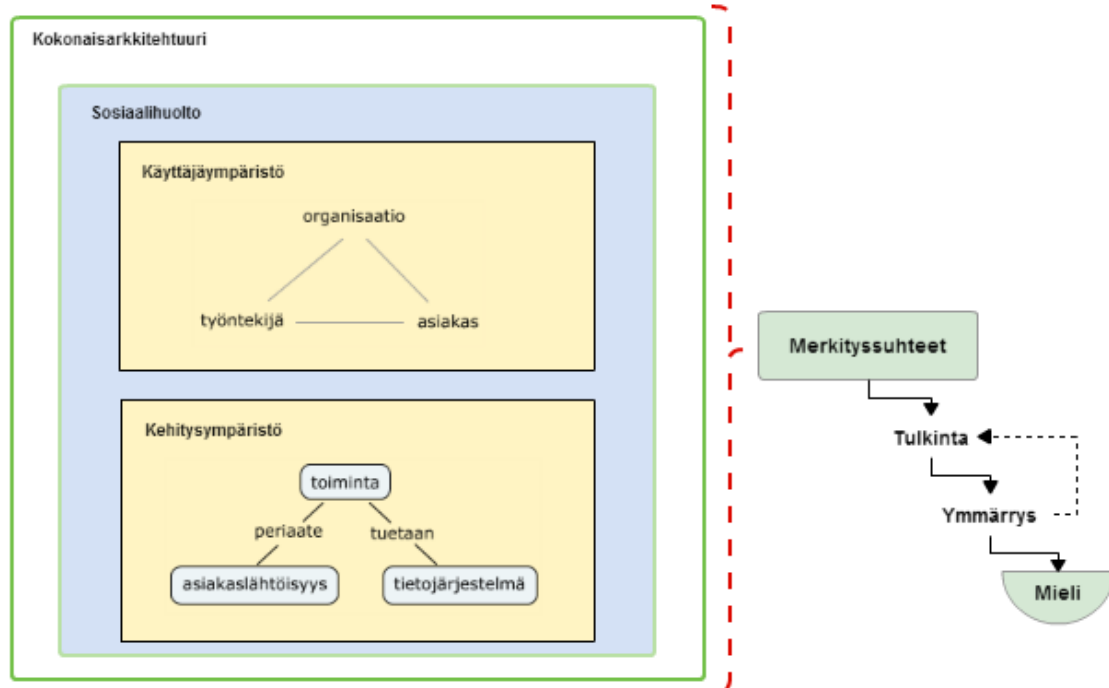 Kokonaisarkkitehtuuri
Sosiaalihuolto
Käyttäjäympäristö
organisaatio
työntekijä
asiakas
Kehitysympäristö
toiminta
periaate
tuetaan
asiakaslähtöisyys
tietojärjestelmä
Merkityssuhteet
Tulkinta
Ymmärrys
Mieli